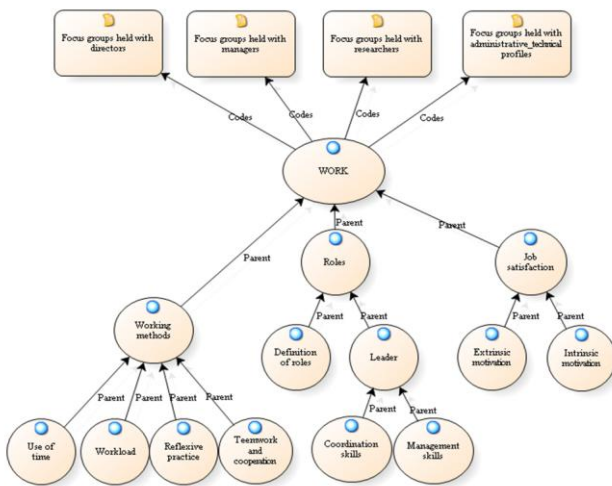 Focus groups held with
directors
Focus groups held with
managers
Focus groups held with
researchers
Focus groups held with
administrative_technical
profiles
Codes
Codes
Codes
Codes
WORK
Parent
Parent
Parent
Roles
Job
satisfaction
Working
methods
Parent
Parent
Parent
Parent
Definition
of roles
Leader
Extrinsic
motivation
Intrinsic
motivation
Parent
Parent
Parent
Parent
Parent
Parent
Use of
time
Workload
Reflexive
practice
Teemwork
and
cooperation
Coordination
skills
Management
skills